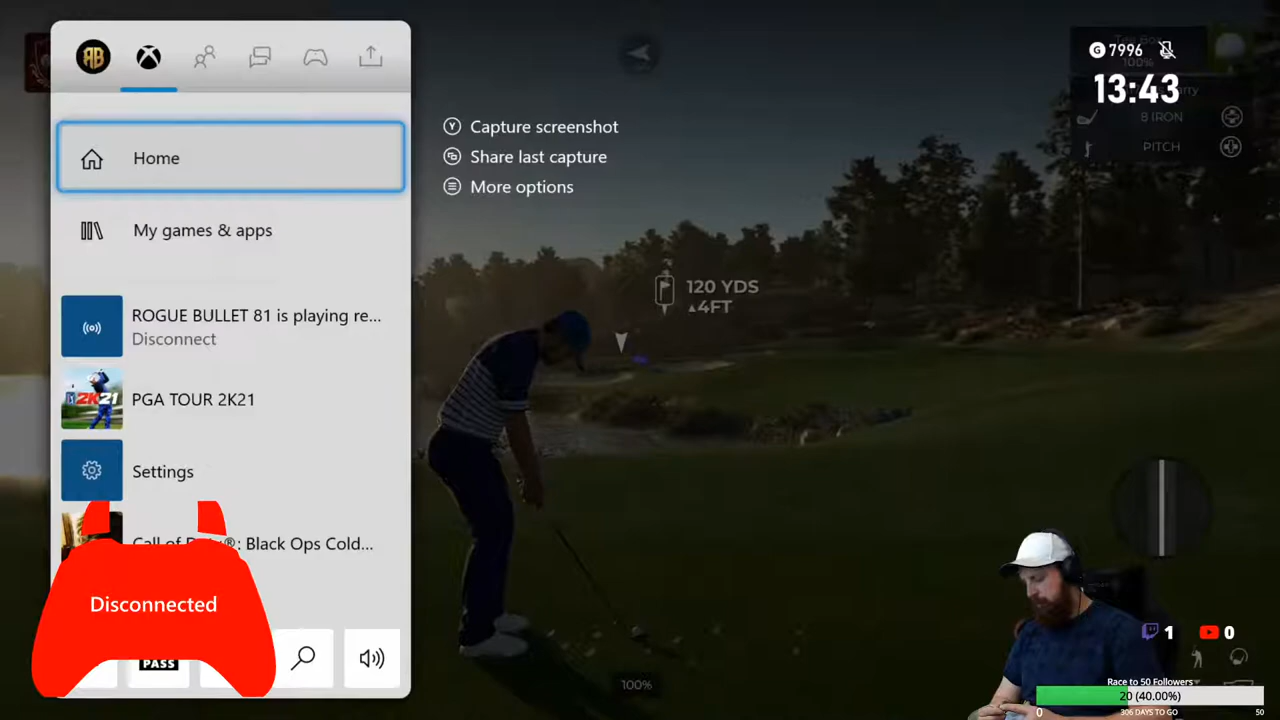 Home
My games & apps
ROGUE BULLET 81 is playing re...
Disconnect
PGA TOUR 2K21
2K21
Settings
Black Ops Cold...
Disconnected
PASS
Capture screenshot
Share last capture
More options
G 7996
13:43
100%
8 IRON
PITCH
120 YDS
▲4FT
100%
1
0
Race to 50 Followers
20 (40.00%)
0
306 DAYS TO GO
50